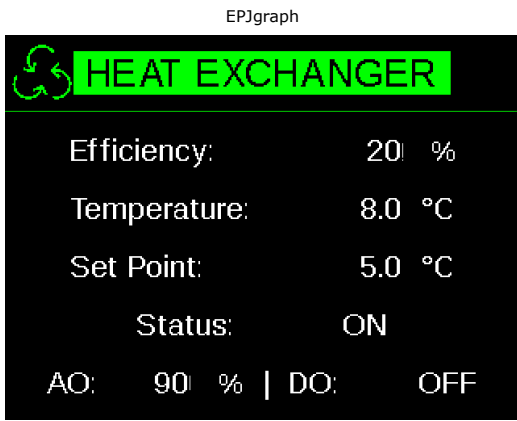 EPJgraph
HEAT EXCHANGER
Efficiency: 20 %
Temperature: 8.0 °C
Set Point: 5.0 °C
Status: ON
AO: 90 % | DO: OFF